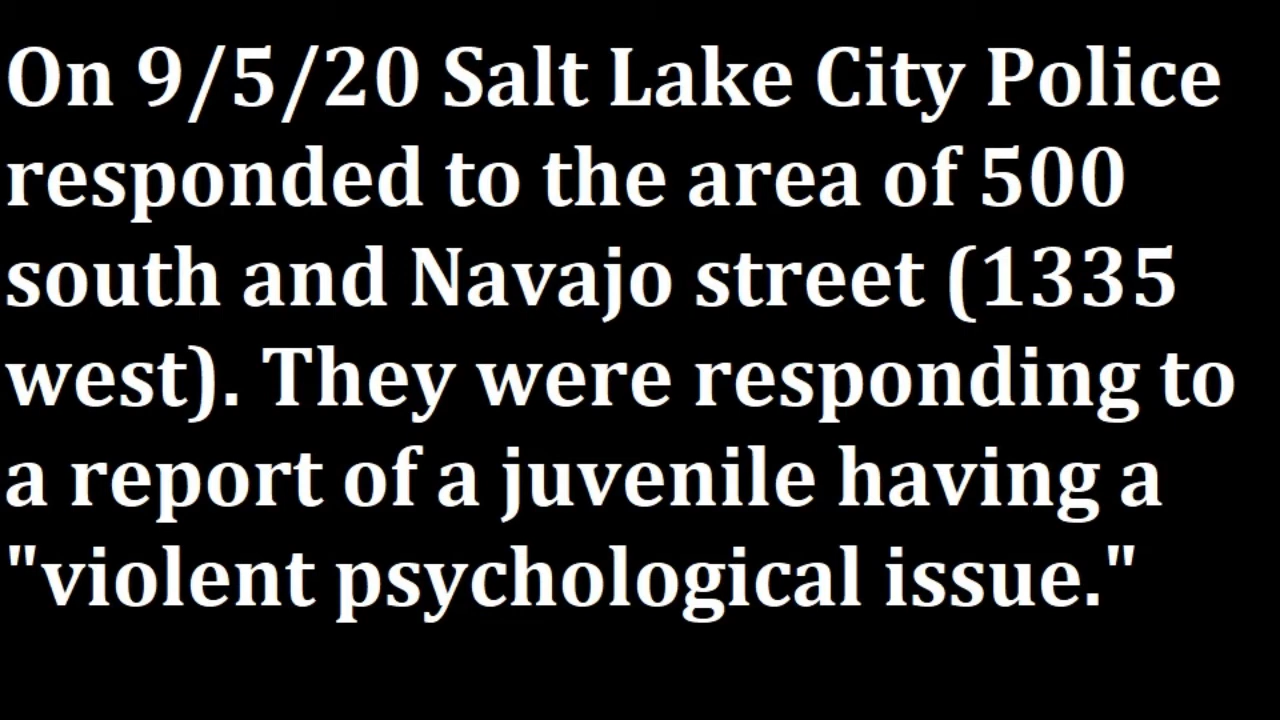 On 9/5/20 Salt Lake City Police
responded to the area of 500
south and Navajo street (1335
west). They were responding to
a report of a juvenile having a
"violent psychological issue."